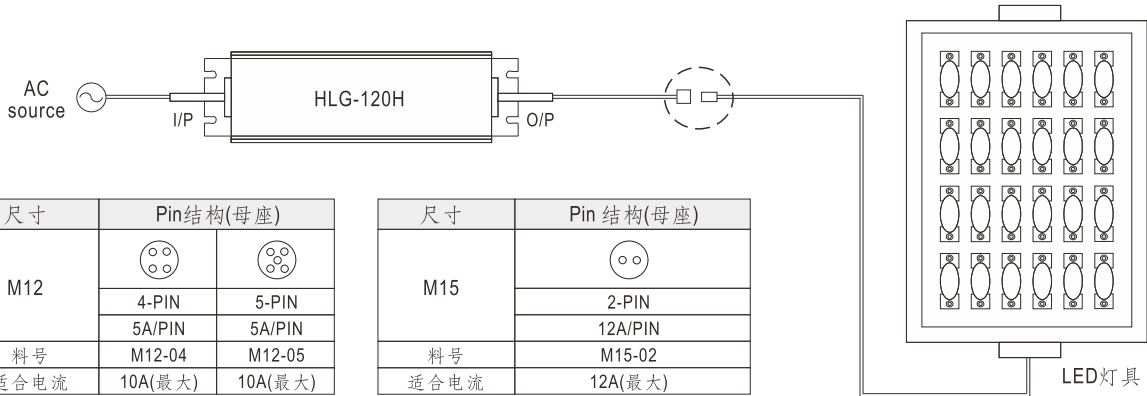 AC
source
I/P
HLG-120H
O/P
尺寸 Pin结构(母座)
M12
4-PIN 5-PIN
5A/PIN 5A/PIN
料号 M12-04 M12-05
适合电流 10A(最大) 10A(最大)
尺寸 Pin 结构(母座)
M15
2-PIN
12A/PIN
料号 M15-02
适合电流 12A(最大)
LED灯具